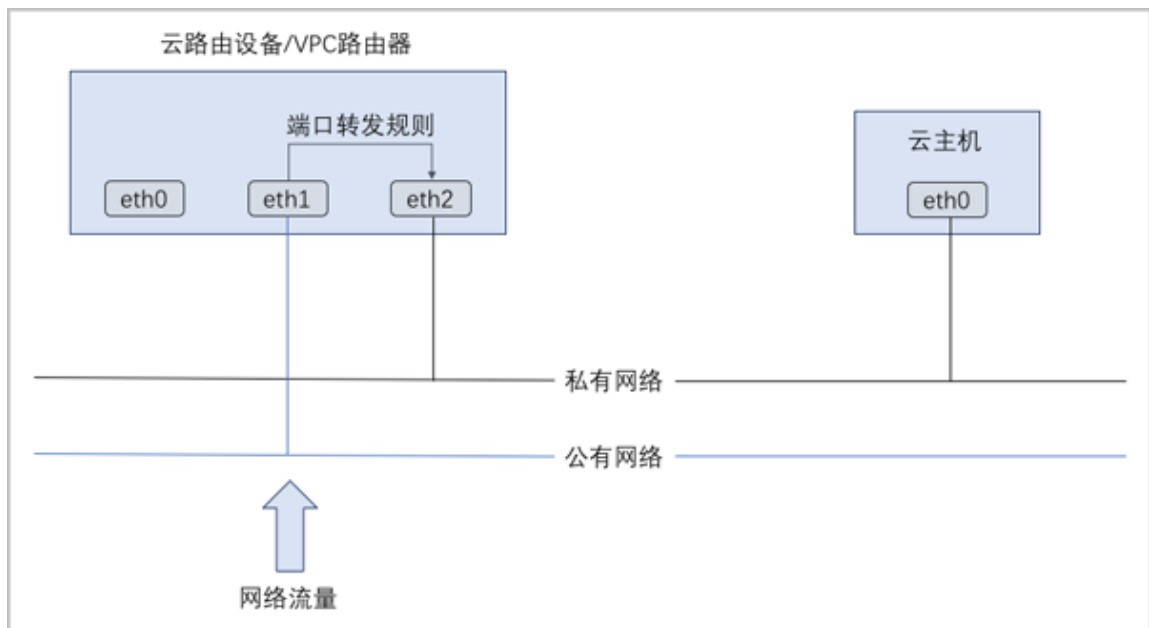 云路由设备/VPC路由器
端口转发规则
eth0
eth1
eth2
云主机
eth0
私有网络
公有网络
网络流量